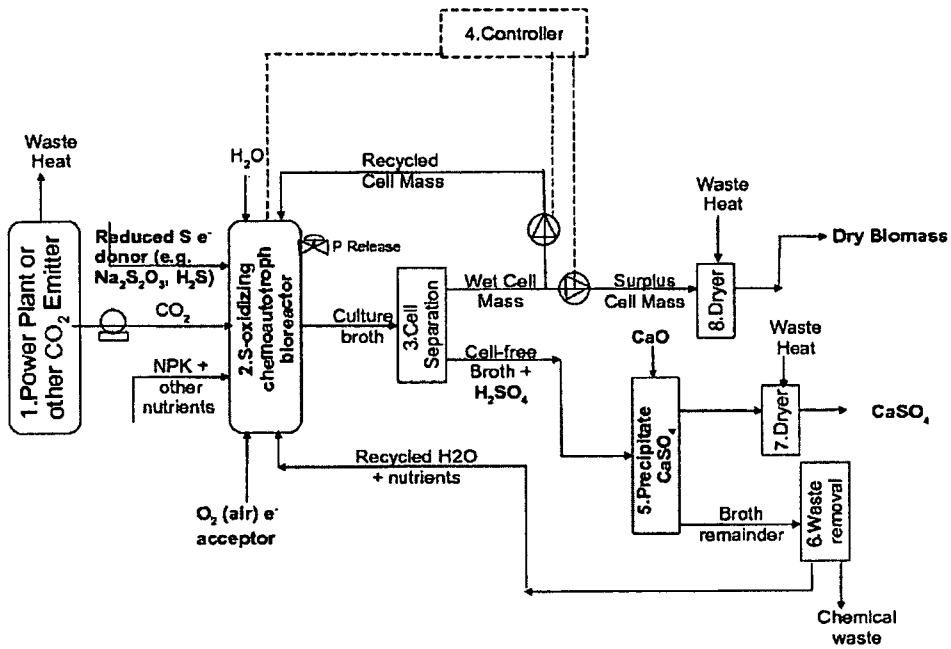 4.Controller
Waste
Heat
H₂O
Recycled
Cell Mass
Waste
Heat
1.Power Plant or
other CO₂ Emitter
Reduced S e⁻
donor (e.g.
Na₂S₂O₃, H₂S)
CO₂
NPK +
other
nutrients
2.S-oxidizing
chemoautotroph
bioreactor
P Release
Culture
broth
3.Cell
Separation
Wet Cell
Mass
Surplus
Cell Mass
8.Dryer
Dry Biomass
Cell-free
Broth +
H₂SO₄
CaO
Waste
Heat
5.Precipitate
CaSO₄
7.Dryer
CaSO₄
Recycled H2O
+ nutrients
Broth
remainder
6.Waste
removal
O₂ (air) e⁻
acceptor
Chemical
waste